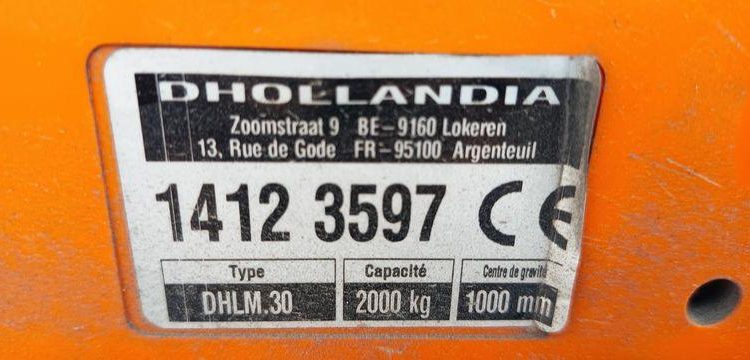 DHOLLANDIA
Zoomstraat 9 BE-9160 Lokeren
13, Rue de Gode FR-95100 Argenteuil
1412 3597 CE
Type Capacité Centre de gravité
DHLM.30 2000 kg 1000 mm